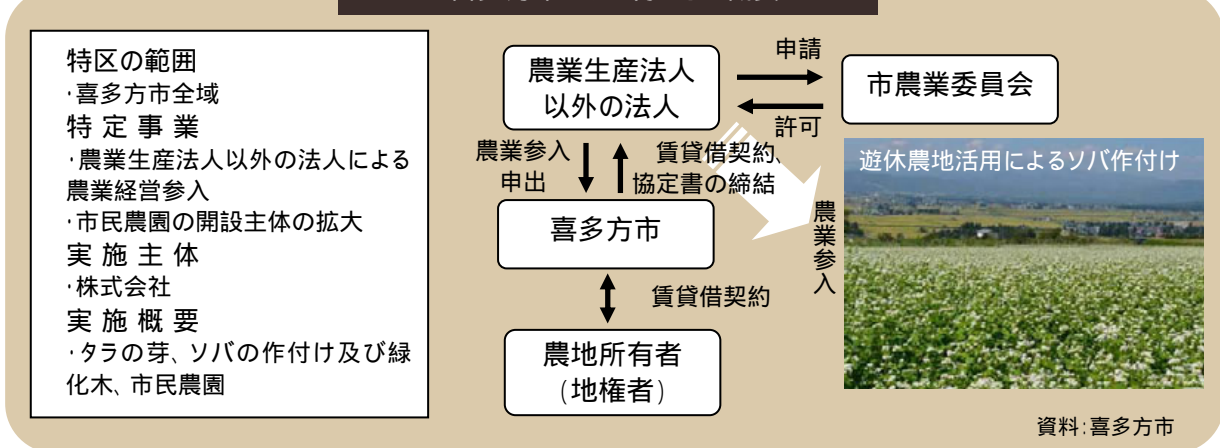 特区の範囲
・喜多方市全域
特定事業
・農業生産法人以外の法人による
農業経営参入
・市民農園の開設主体の拡大
実施主体
・株式会社
実施概要
・タラの芽、ソバの作付け及び緑
化木、市民農園
農業生産法人
以外の法人
申請
許可
市農業委員会
農業参入
申出
賃貸借契約、
協定書の締結
喜多方市
賃貸借契約
農地所有者
(地権者)
農業参入
遊休農地活用によるソバ作付け
資料:喜多方市